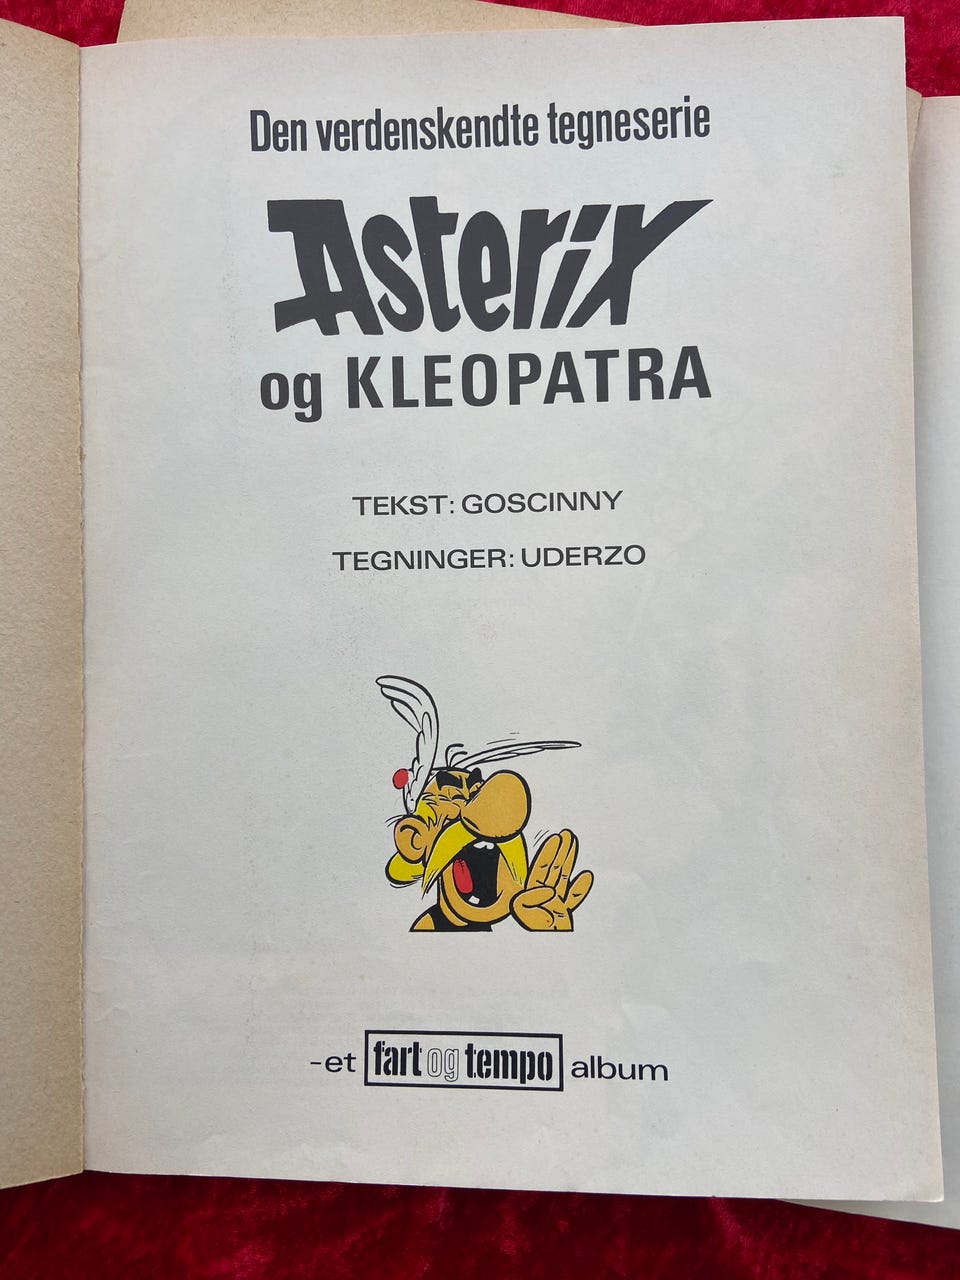 Den verdenskendte tegneserie
Asterix
og KLEOPATRA
TEKST: GOSCINNY
TEGNINGER: UDERZO
-et fart og tempo album